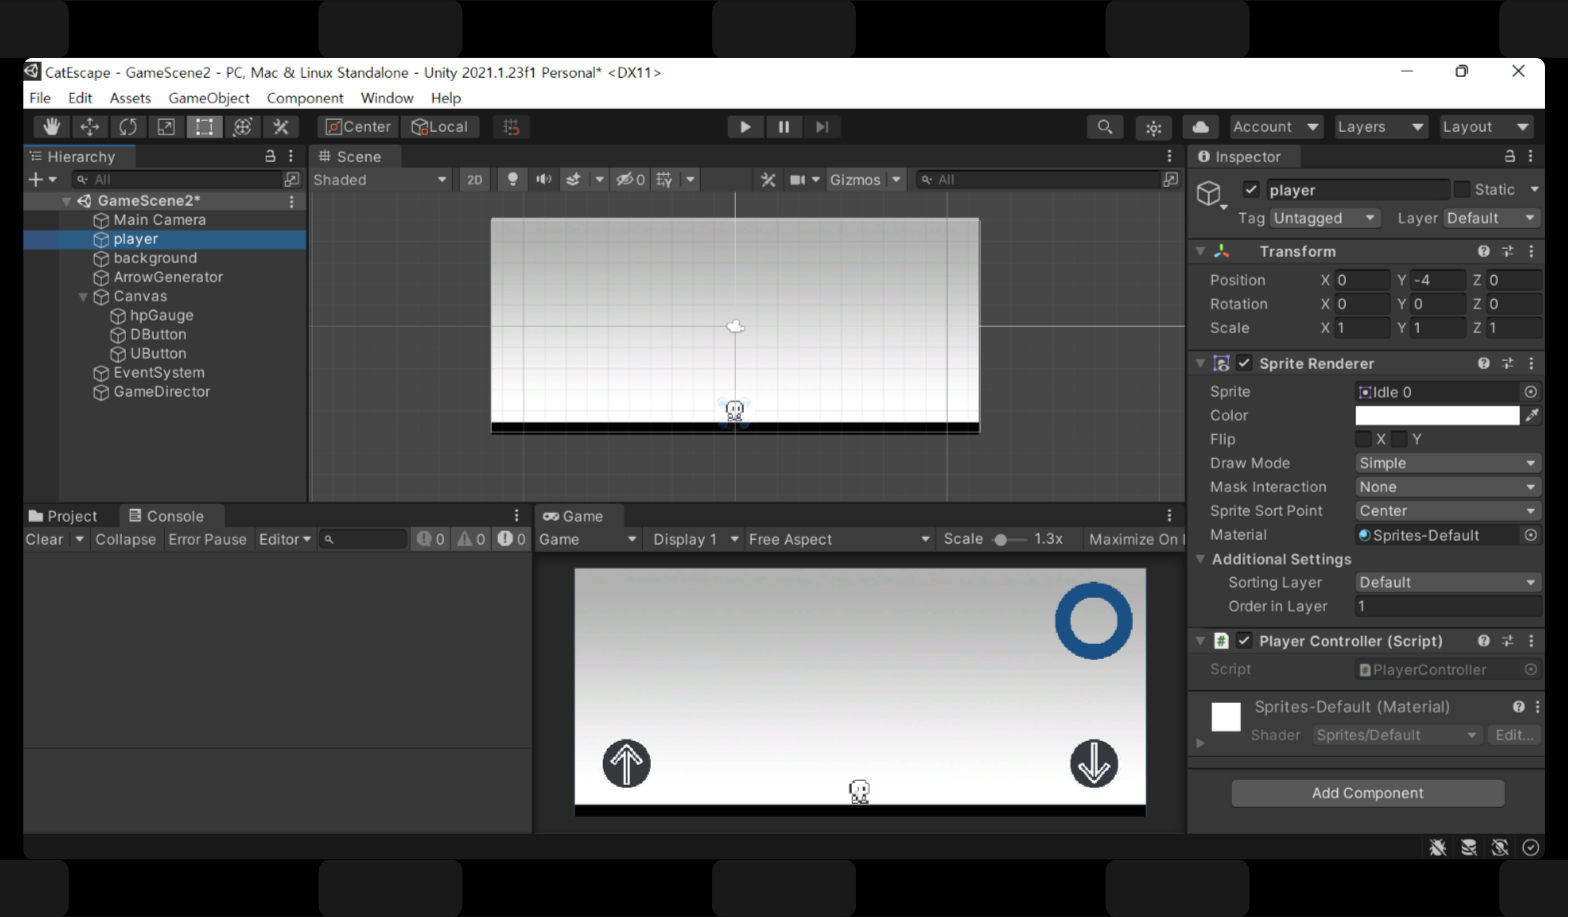 CatEscape - GameScene2 - PC, Mac & Linux Standalone - Unity 2021.1.23f1 Personal* <DX11>
File Edit Assets GameObject Component Window Help
Center Local Account Layers Layout
Hierarchy
All
GameScene2*
Main Camera
player
background
ArrowGenerator
Canvas
hpGauge
DButton
UButton
EventSystem
GameDirector
Scene
Shaded 2D 0 Gizmos All
Project Console
Clear Collapse Error Pause Editor 0 0 0
Game
Game Display 1 Free Aspect Scale 1.3x Maximize On
Inspector
player Static
Tag Untagged Layer Default
Transform
Position X 0 Y -4 Z 0
Rotation X 0 Y 0 Z 0
Scale X 1 Y 1 Z 1
Sprite Renderer
Sprite Idle 0
Color
Flip X Y
Draw Mode Simple
Mask Interaction None
Sprite Sort Point Center
Material Sprites-Default
Additional Settings
Sorting Layer Default
Order in Layer 1
# Player Controller (Script)
Script PlayerController
Sprites-Default (Material)
Shader Sprites/Default Edit...
Add Component